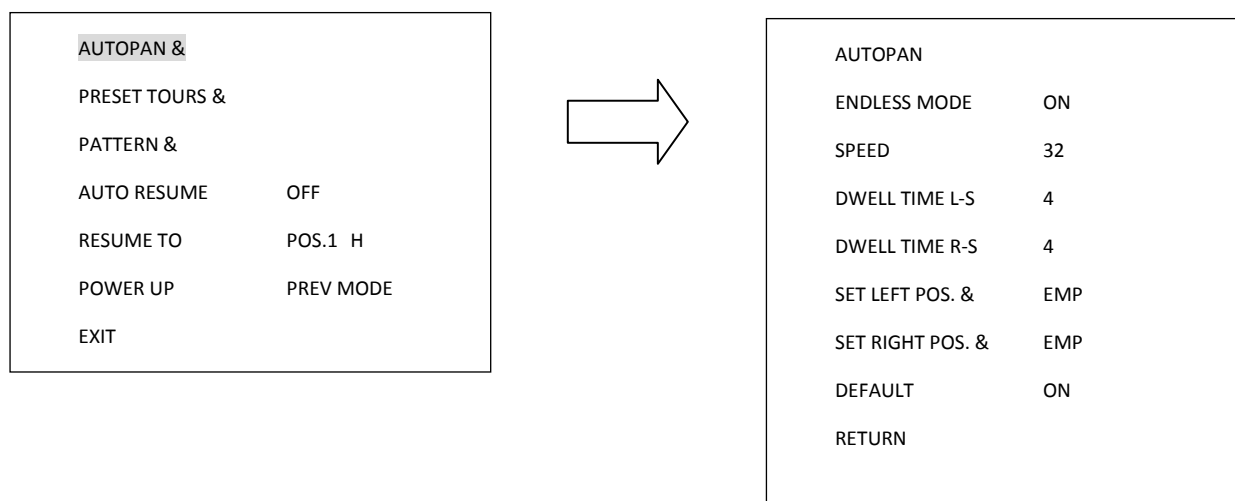 AUTOPAN &
PRESET TOURS &
PATTERN &
AUTO RESUME OFF
RESUME TO POS.1 H
POWER UP PREV MODE
EXIT
AUTOPAN
ENDLESS MODE ON
SPEED 32
DWELL TIME L-S 4
DWELL TIME R-S 4
SET LEFT POS. & EMP
SET RIGHT POS. & EMP
DEFAULT ON
RETURN